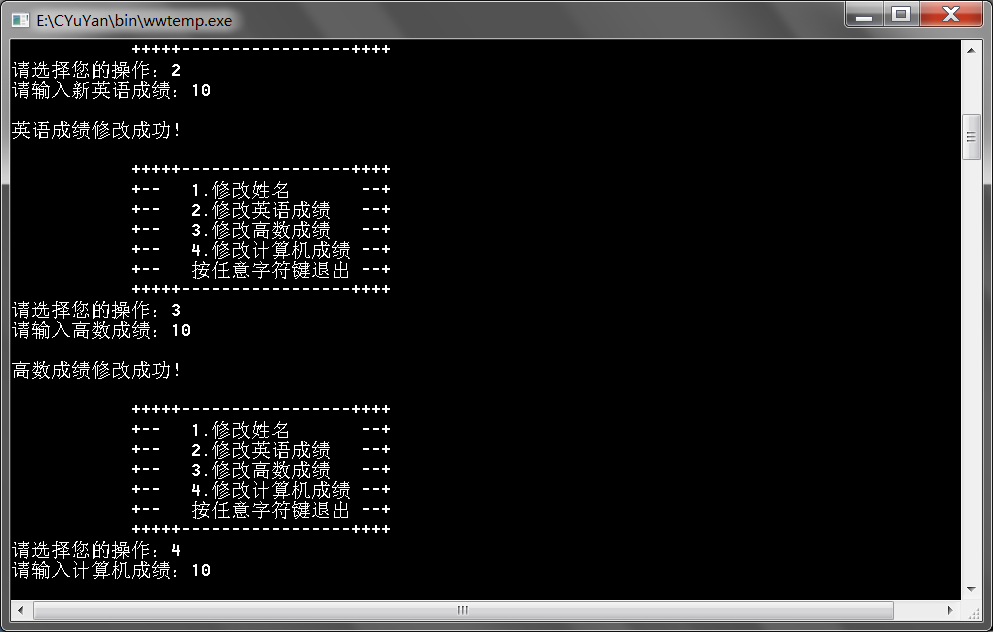 E:\CYuYan\bin\wwtemp.exe
+++++-----------------++++
请选择您的操作：2
请输入新英语成绩：10
英语成绩修改成功！
+++++-----------------++++
+--   1.修改姓名       --+
+--   2.修改英语成绩   --+
+--   3.修改高数成绩   --+
+--   4.修改计算机成绩 --+
+--   按任意字符键退出 --+
+++++-----------------++++
请选择您的操作：3
请输入高数成绩：10
高数成绩修改成功！
+++++-----------------++++
+--   1.修改姓名       --+
+--   2.修改英语成绩   --+
+--   3.修改高数成绩   --+
+--   4.修改计算机成绩 --+
+--   按任意字符键退出 --+
+++++-----------------++++
请选择您的操作：4
请输入计算机成绩：10